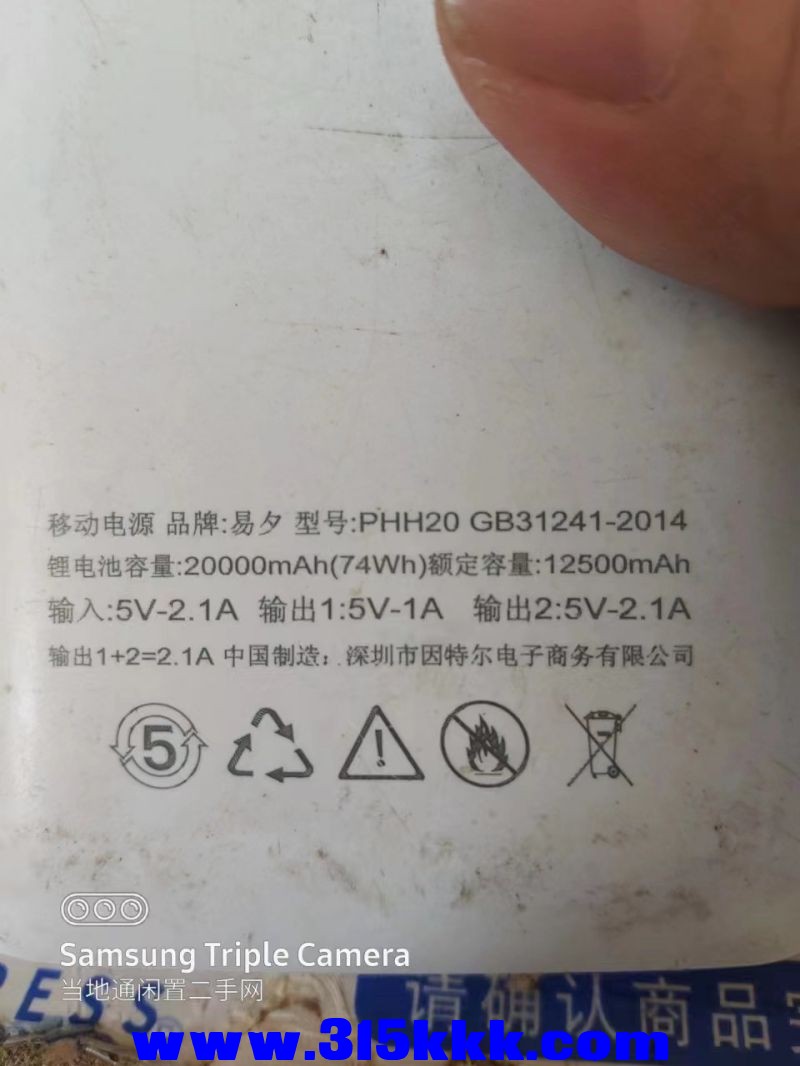 移动电源 品牌:易夕 型号:PHH20 GB31241-2014
锂电池容量:20000mAh(74Wh)额定容量:12500mAh
输入:5V-2.1A 输出1:5V-1A 输出2:5V-2.1A
输出1+2=2.1A 中国制造: 深圳市因特尔电子商务有限公司
5
Samsung Triple Camera
当地通闲置二手网
RESS
请确认商品
www.315kkk.com